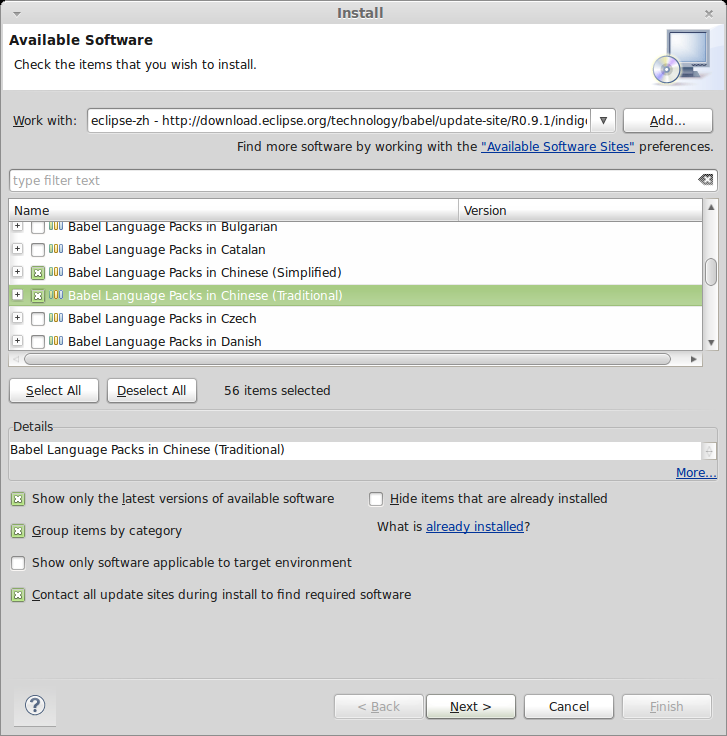 Install
Available Software
Check the items that you wish to install.
Work with: eclipse-zh - http://download.eclipse.org/technology/babel/update-site/R0.9.1/indig Add...
Find more software by working with the "Available Software Sites" preferences.
type filter text
Name Version
Babel Language Packs in Bulgarian
Babel Language Packs in Catalan
Babel Language Packs in Chinese (Simplified)
Babel Language Packs in Chinese (Traditional)
Babel Language Packs in Czech
Babel Language Packs in Danish
Select All Deselect All 56 items selected
Details
Babel Language Packs in Chinese (Traditional)
More...
Show only the latest versions of available software Hide items that are already installed
Group items by category What is already installed?
Show only software applicable to target environment
Contact all update sites during install to find required software
? < Back Next > Cancel Finish